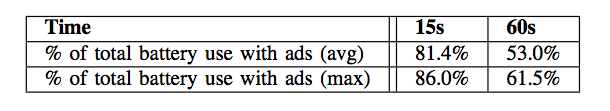 Time 15s 60s
% of total battery use with ads (avg) 81.4% 53.0%
% of total battery use with ads (max) 86.0% 61.5%